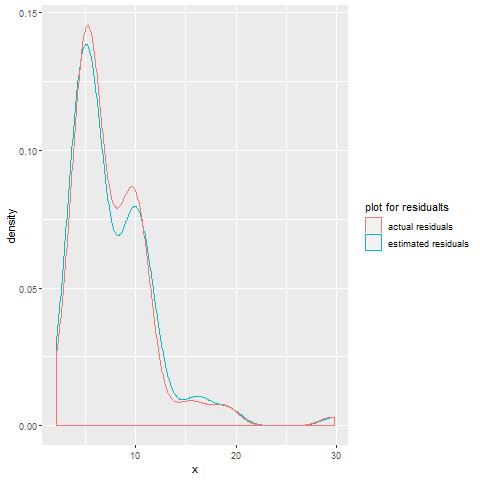 0.15
0.10
0.05
0.00
density
10
20
30
x
plot for residualts
actual residuals
estimated residuals